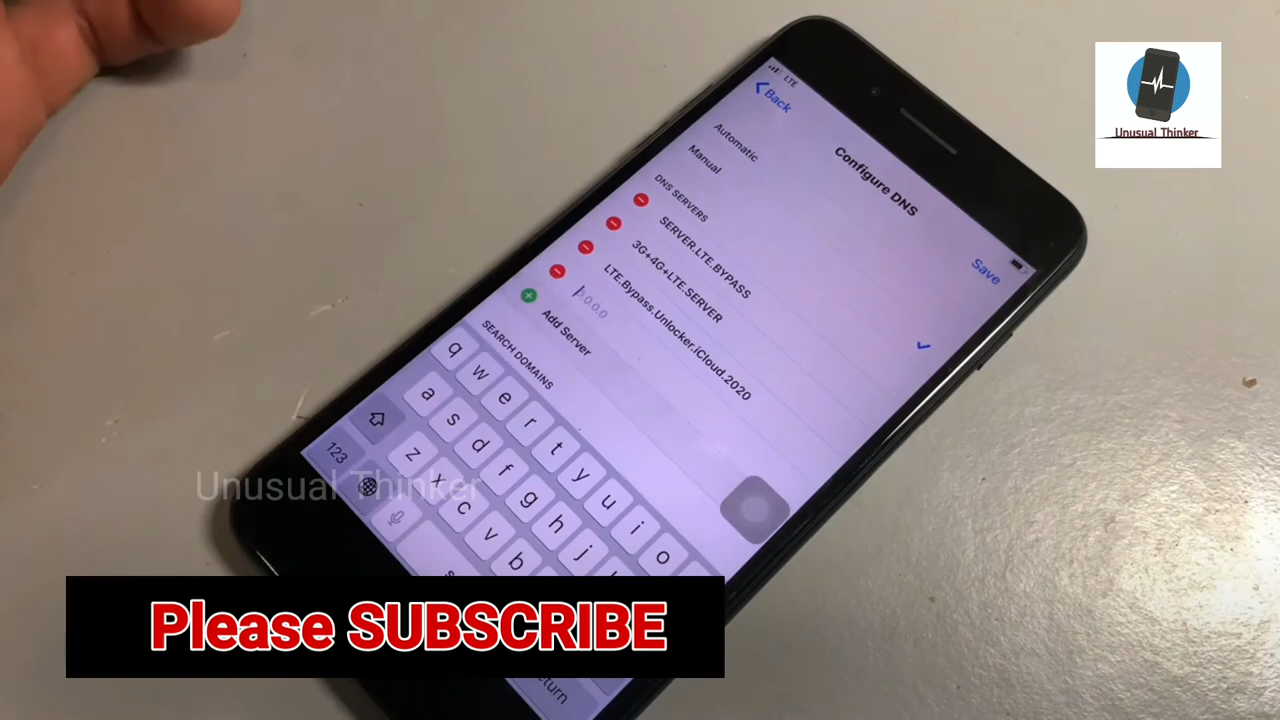 LTE
Back
Configure DNS
Save
Automatic
Manual
DNS SERVERS
SERVER.LTE.BYPASS
3G+4G+LTE.SERVER
LTE.Bypass.Unlocker.iCloud.2020
0.0.0.0
Add Server
SEARCH DOMAINS
q w e r t y u i o
a s d f g h j
z x c v b
123
Unusual Thinker
Unusual Thinker
Please SUBSCRIBE